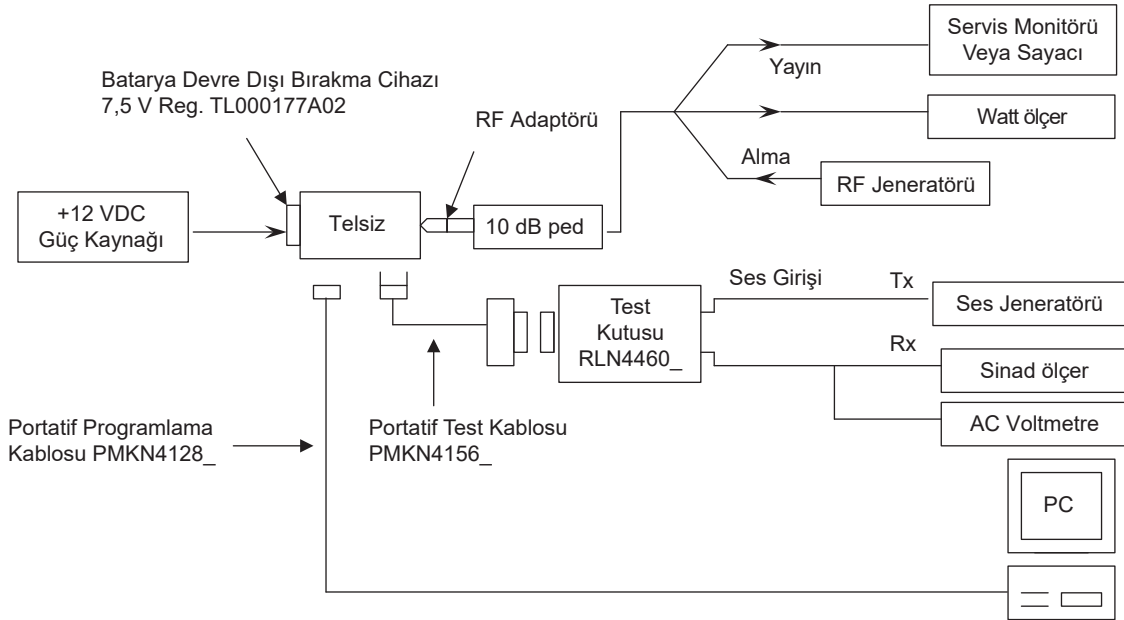 Servis Monitörü
Veya Sayacı
Yayın
Batarya Devre Dışı Bırakma Cihazı
7,5 V Reg. TL000177A02
RF Adaptörü
Watt ölçer
Alma
RF Jeneratörü
+12 VDC
Güç Kaynağı
Telsiz
10 dB ped
Ses Girişi
Tx
Ses Jeneratörü
Test
Kutusu
RLN4460_
Rx
Sinad ölçer
AC Voltmetre
Portatif Programlama
Kablosu PMKN4128_
Portatif Test Kablosu
PMKN4156_
PC